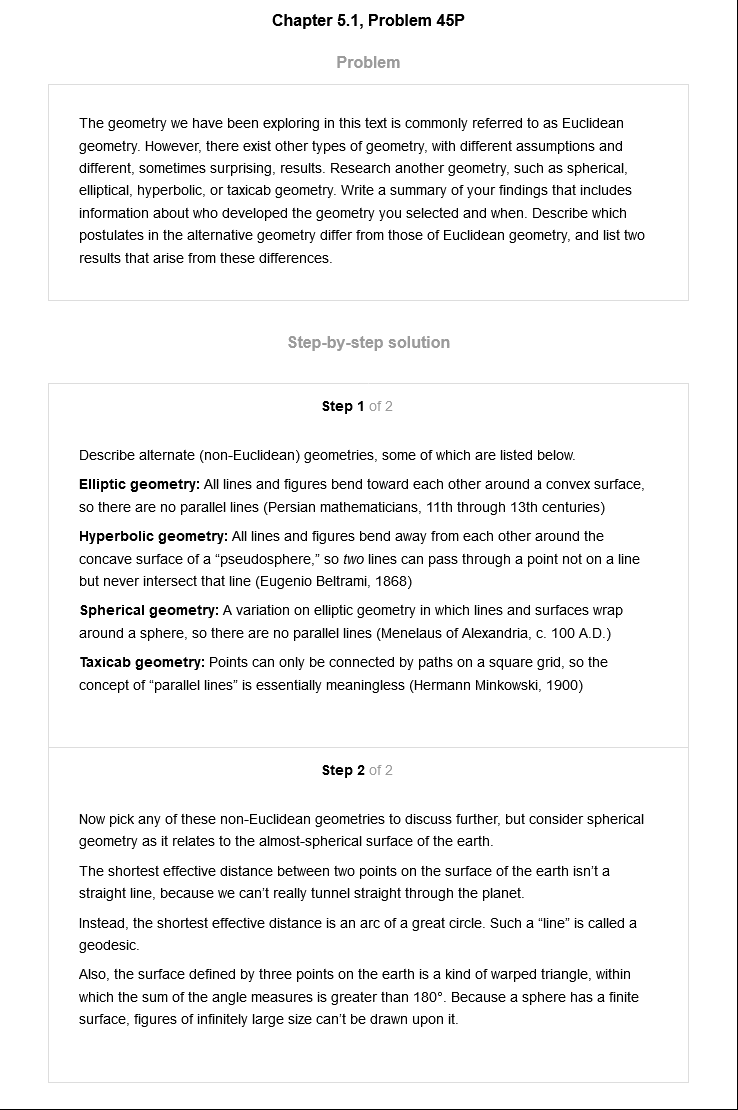 Chapter 5.1, Problem 45P
Problem
The geometry we have been exploring in this text is commonly referred to as Euclidean
geometry. However, there exist other types of geometry, with different assumptions and
different, sometimes surprising, results. Research another geometry, such as spherical,
elliptical, hyperbolic, or taxicab geometry. Write a summary of your findings that includes
information about who developed the geometry you selected and when. Describe which
postulates in the alternative geometry differ from those of Euclidean geometry, and list two
results that arise from these differences.
Step-by-step solution
Step 1 of 2
Describe alternate (non-Euclidean) geometries, some of which are listed below.
Elliptic geometry: All lines and figures bend toward each other around a convex surface,
so there are no parallel lines (Persian mathematicians, 11th through 13th centuries)
Hyperbolic geometry: All lines and figures bend away from each other around the
concave surface of a “pseudosphere,” so two lines can pass through a point not on a line
but never intersect that line (Eugenio Beltrami, 1868)
Spherical geometry: A variation on elliptic geometry in which lines and surfaces wrap
around a sphere, so there are no parallel lines (Menelaus of Alexandria, c. 100 A.D.)
Taxicab geometry: Points can only be connected by paths on a square grid, so the
concept of “parallel lines” is essentially meaningless (Hermann Minkowski, 1900)
Step 2 of 2
Now pick any of these non-Euclidean geometries to discuss further, but consider spherical
geometry as it relates to the almost-spherical surface of the earth.
The shortest effective distance between two points on the surface of the earth isn’t a
straight line, because we can’t really tunnel straight through the planet.
Instead, the shortest effective distance is an arc of a great circle. Such a “line” is called a
geodesic.
Also, the surface defined by three points on the earth is a kind of warped triangle, within
which the sum of the angle measures is greater than 180°. Because a sphere has a finite
surface, figures of infinitely large size can’t be drawn upon it.